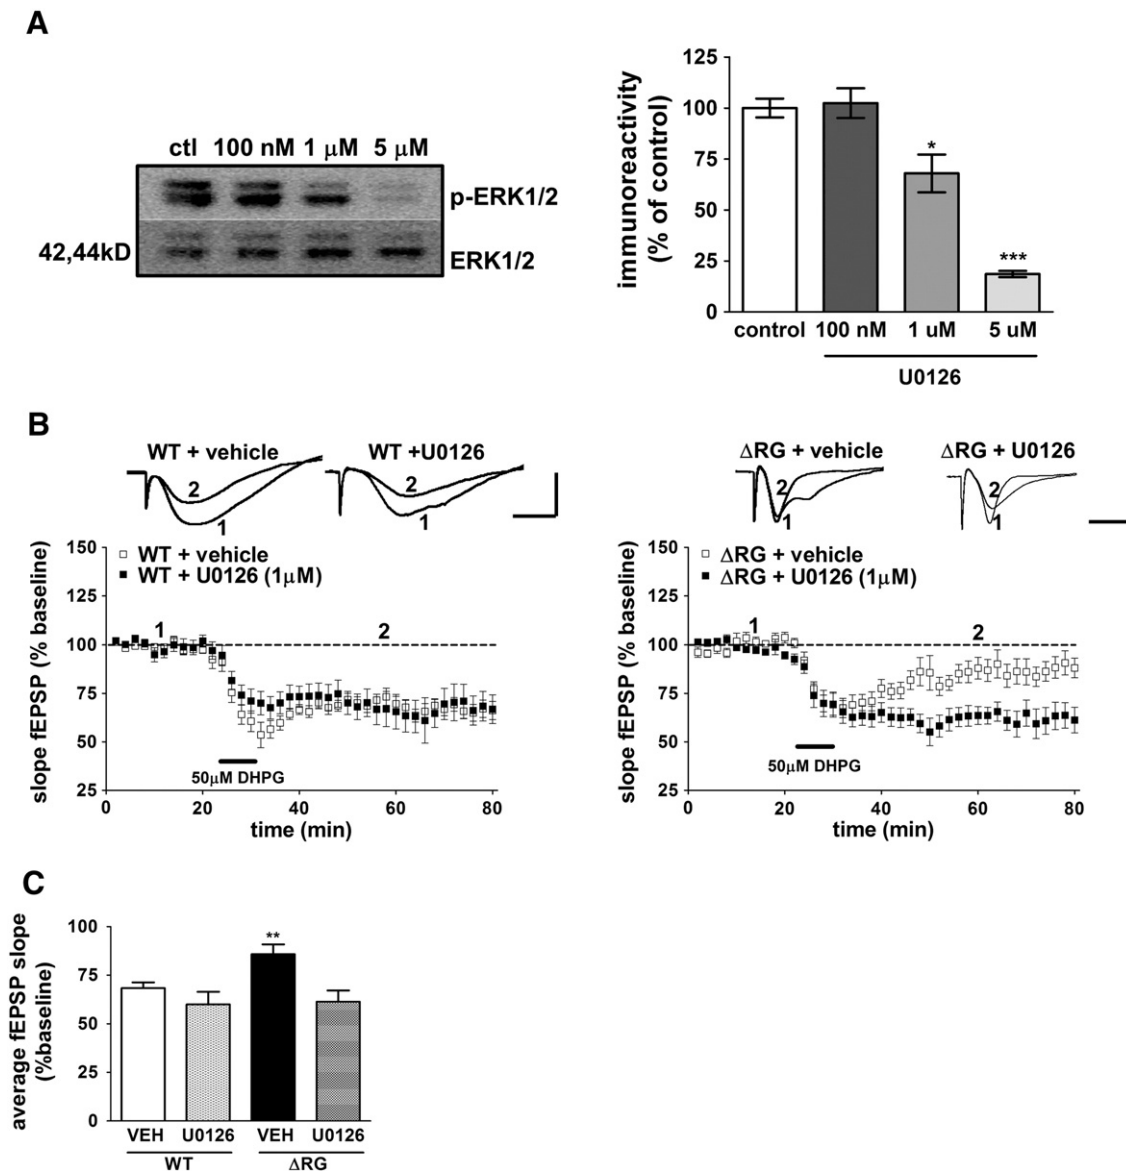 A
ctl 100 nM 1 μM 5 μM
p-ERK1/2
42,44kD
ERK1/2
immunoreactivity
(% of control)
125
100
75
50
25
0
*
***
control 100 nM 1 uM 5 uM
U0126
B
WT + vehicle
WT +U0126
2
1
2
1
150
125
100
75
50
25
slope fEPSP (% baseline)
WT + vehicle
WT + U0126 (1μM)
1
2
50μM DHPG
0 20 40 60 80
time (min)
ΔRG + vehicle
ΔRG + U0126
2
1
2
1
150
125
100
75
50
25
slope fEPSP (% baseline)
ΔRG + vehicle
ΔRG + U0126 (1μM)
1
2
50μM DHPG
0 20 40 60 80
time (min)
C
average fEPSP slope
(%baseline)
100
75
50
25
0
**
VEH U0126 VEH U0126
WT ΔRG